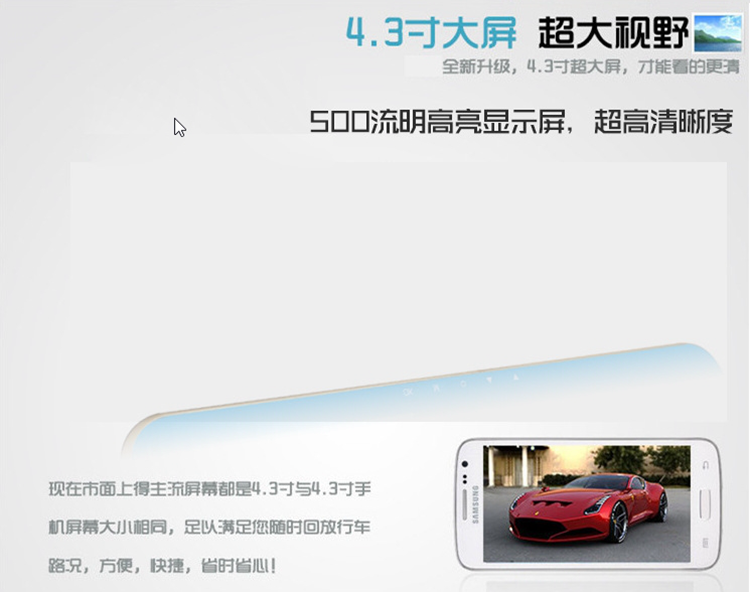 4.3寸大屏 超大视野
全新升级，4.3寸超大屏，才能看的更清
500流明高亮显示屏，超高清晰度
现在市面上得主流屏幕都是4.3寸与4.3寸手
机屏幕大小相同，足以满足您随时回放行车
路况，方便，快捷，省时省心！
SAMSUNG